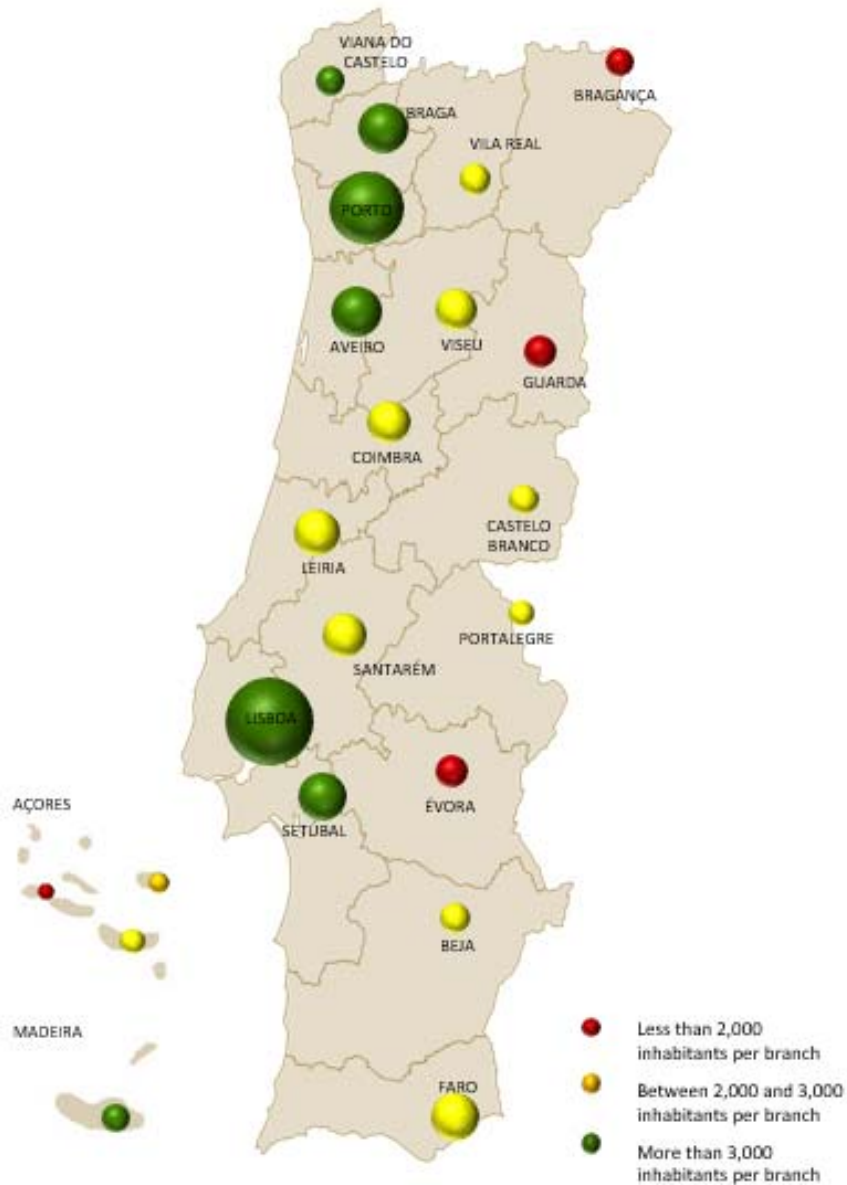 VIANA DO
CASTELO
BRAGANÇA
BRAGA
VILA REAL
PORTO
AVEIRO
VISEU
GUARDA
COIMBRA
CASTELO
BRANCO
LEIRIA
PORTALEGRE
SANTARÉM
LISBOA
ÉVORA
AÇORES
SETUBAL
BEJA
MADEIRA
FARO
Less than 2,000
inhabitants per branch
Between 2,000 and 3,000
inhabitants per branch
More than 3,000
inhabitants per branch